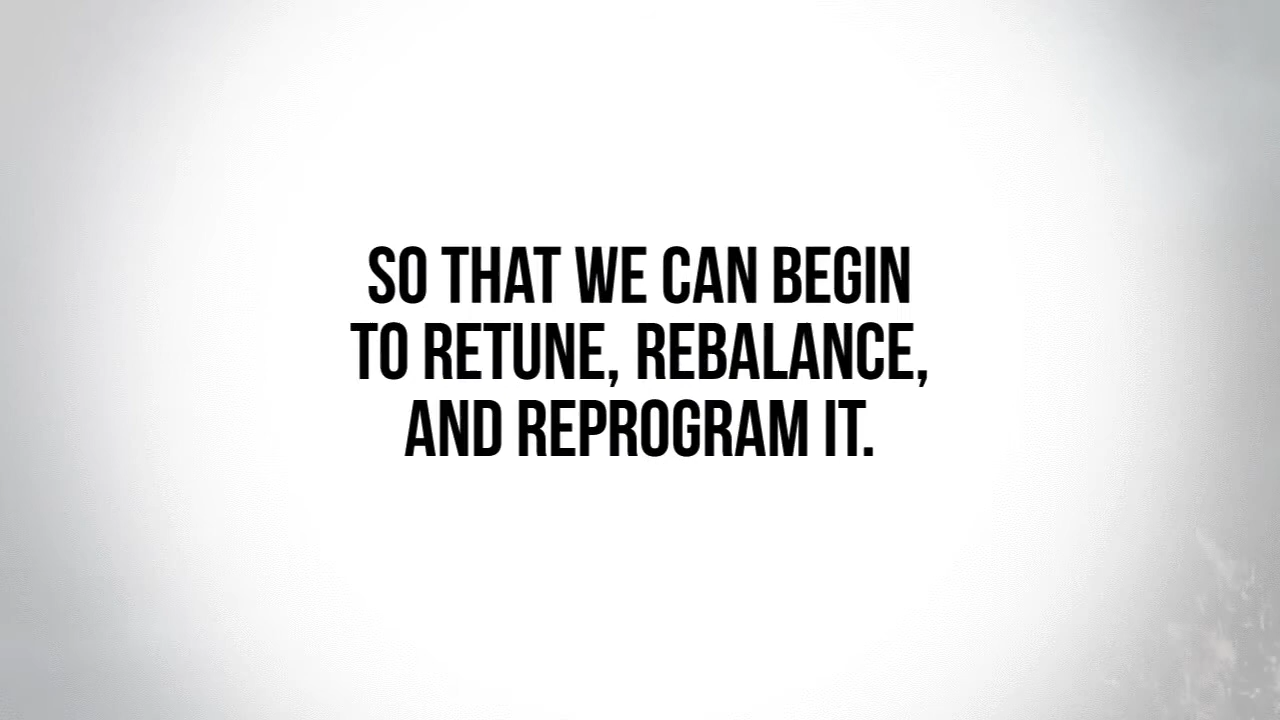 SO THAT WE CAN BEGIN
TO RETUNE, REBALANCE,
AND REPROGRAM IT.